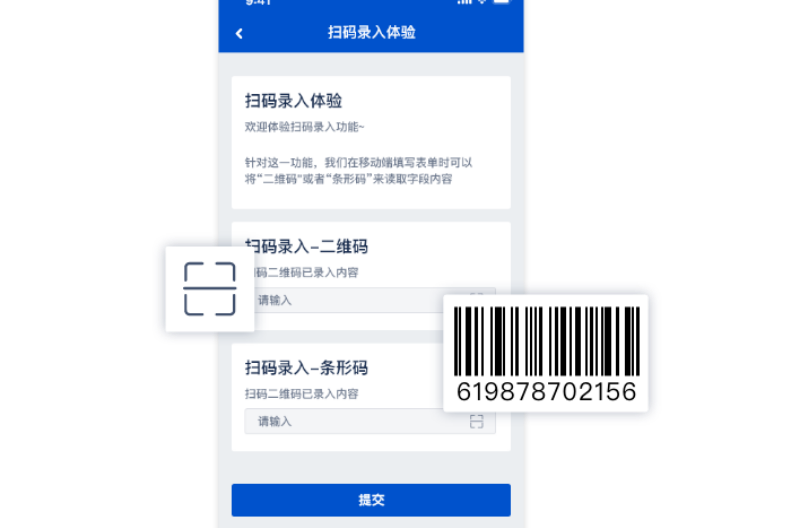 9:41
扫码录入体验
扫码录入体验
欢迎体验扫码录入功能~
针对这一功能，我们在移动端填写表单时可以
将“二维码”或者“条形码”来读取字段内容
扫码录入-二维码
码二维码已录入内容
请输入
扫码录入-条形码
扫码二维码已录入内容
请输入
619878702156
提交